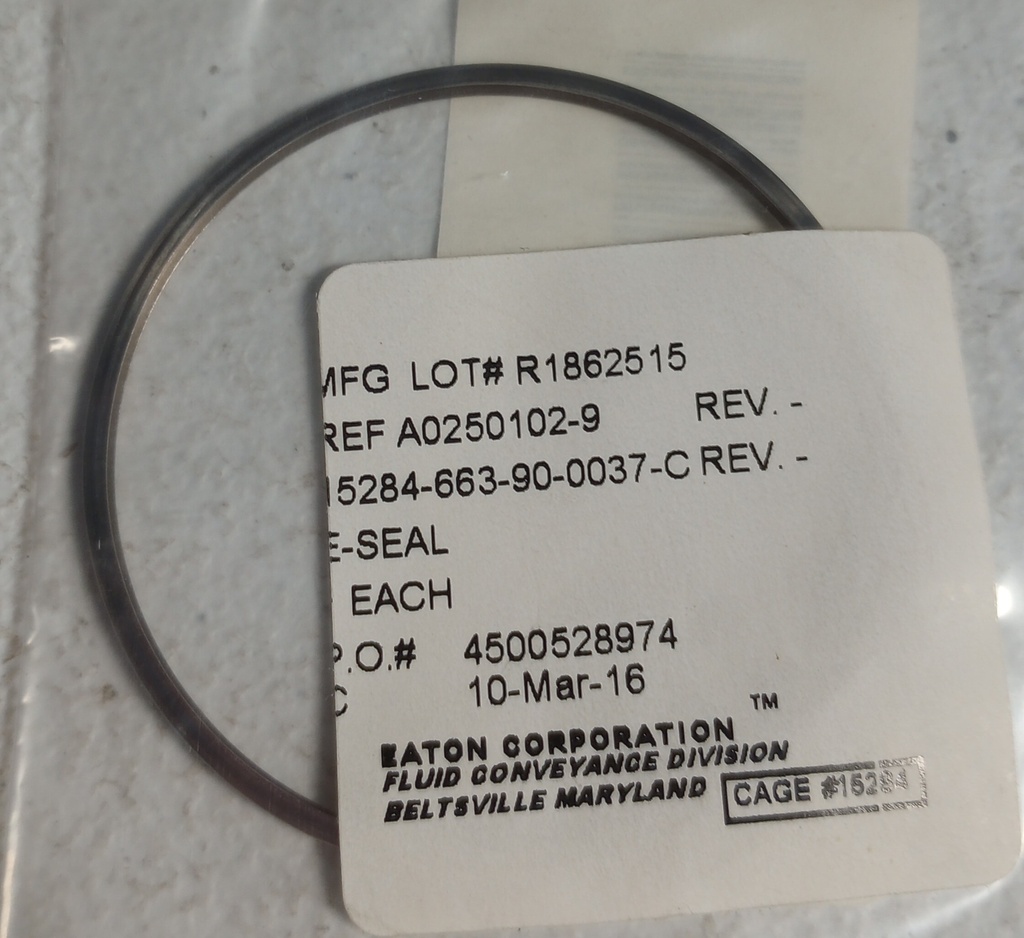 MFG LOT# R1862515
REF A0250102-9 REV. -
15284-663-90-0037-C REV. -
E-SEAL
EACH
P.O.# 4500528974
C 10-Mar-16
TM
EATON CORPORATION
FLUID CONVEYANCE DIVISION
BELTSVILLE MARYLAND CAGE #15284